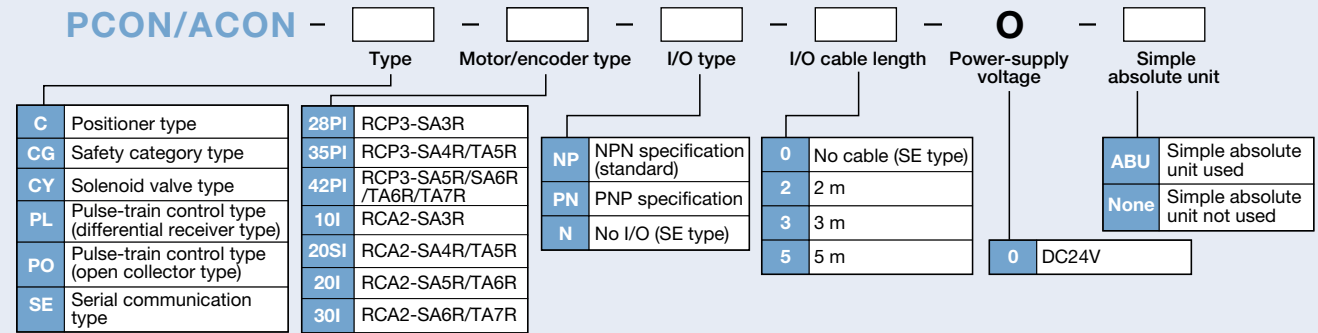 PCON/ACON - - - - - O -
Type
Motor/encoder type
I/O type
I/O cable length
Power-supply
voltage
Simple
absolute unit
C Positioner type
CG Safety category type
CY Solenoid valve type
PL Pulse-train control type
(differential receiver type)
PO Pulse-train control type
(open collector type)
SE Serial communication
type
28PI RCP3-SA3R
35PI RCP3-SA4R/TA5R
42PI RCP3-SA5R/SA6R
/TA6R/TA7R
10I RCA2-SA3R
20SI RCA2-SA4R/TA5R
20I RCA2-SA5R/TA6R
30I RCA2-SA6R/TA7R
NP NPN specification
(standard)
PN PNP specification
N No I/O (SE type)
0 No cable (SE type)
2 2 m
3 3 m
5 5 m
0 DC24V
ABU Simple absolute
unit used
None Simple absolute
unit not used